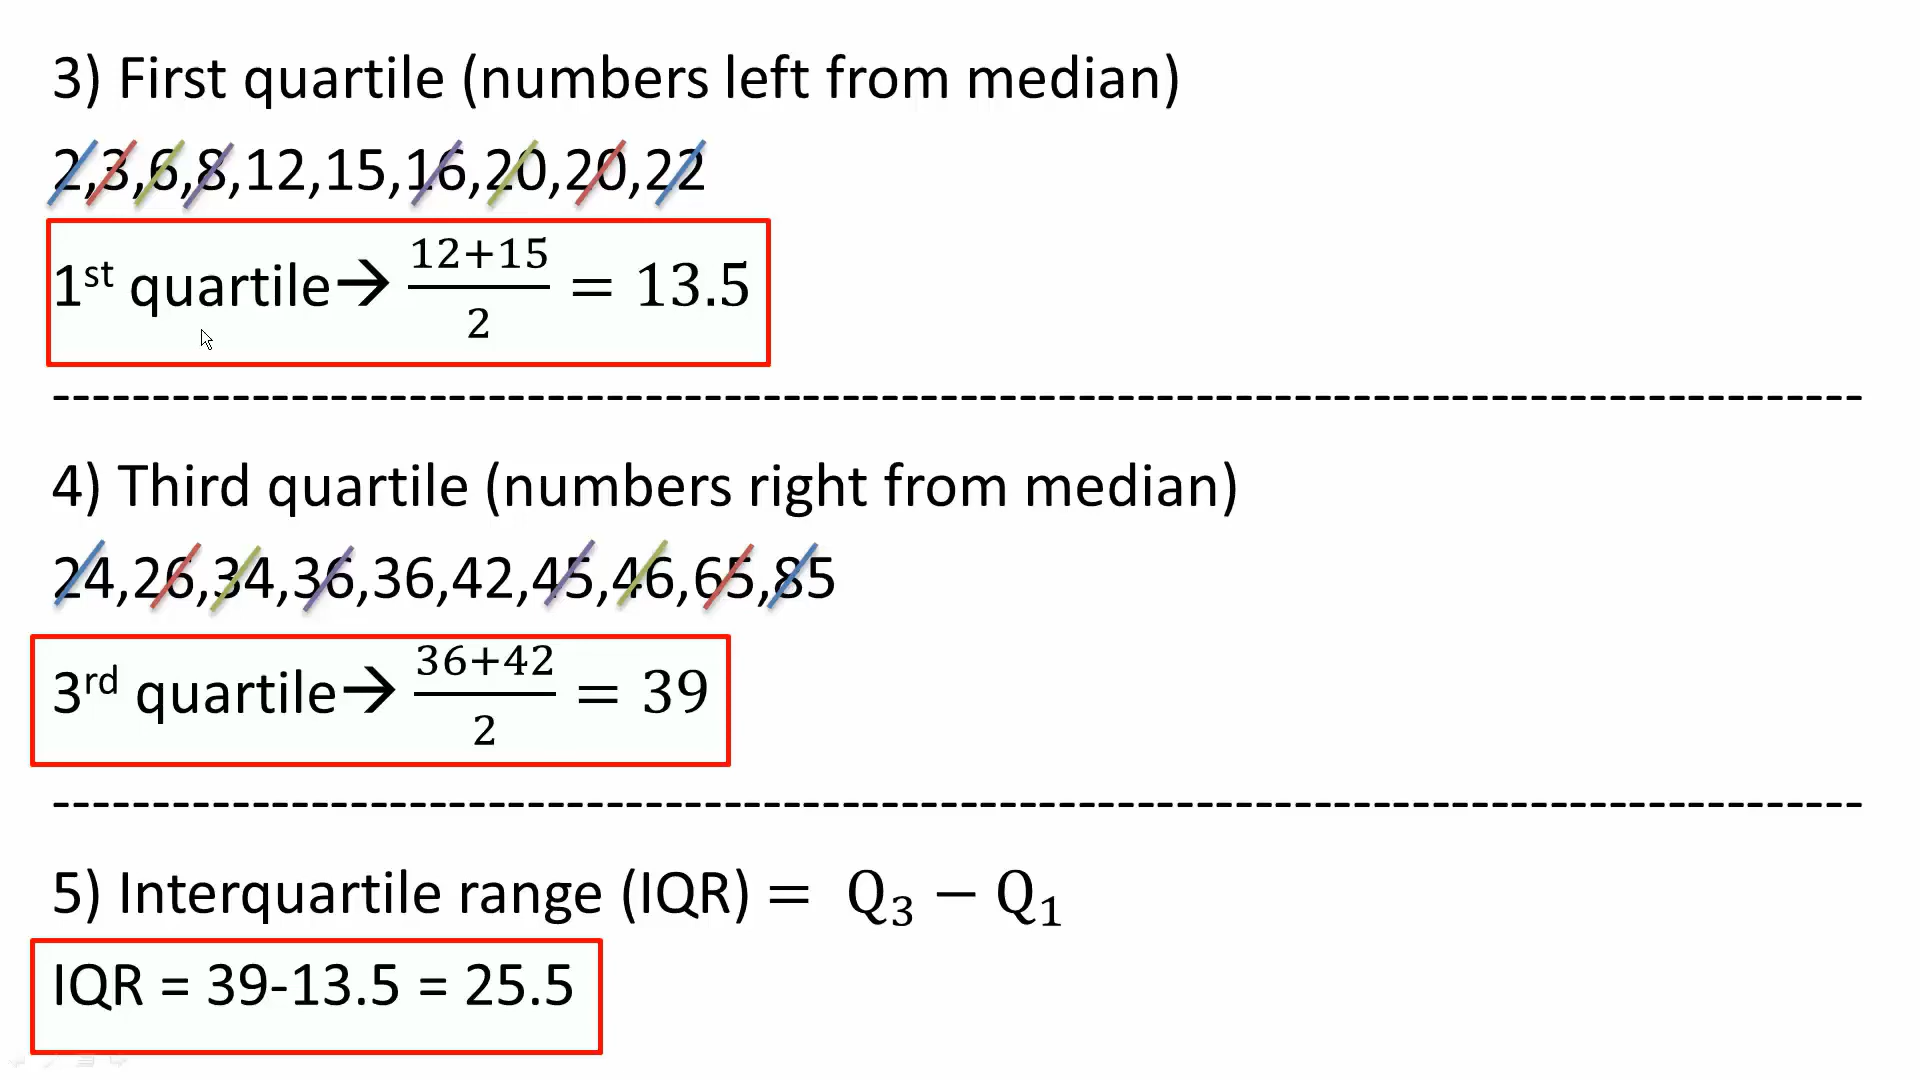 3) First quartile (numbers left from median)
2,3,6,8,12,15,16,20,20,22
1st quartile→ 12+15/2 = 13.5
--------------------------------------------------------------------------------------------
4) Third quartile (numbers right from median)
24,26,34,36,36,42,45,46,65,85
3rd quartile→ 36+42/2 = 39
--------------------------------------------------------------------------------------------
5) Interquartile range (IQR) = Q₃ − Q₁
IQR = 39-13.5 = 25.5